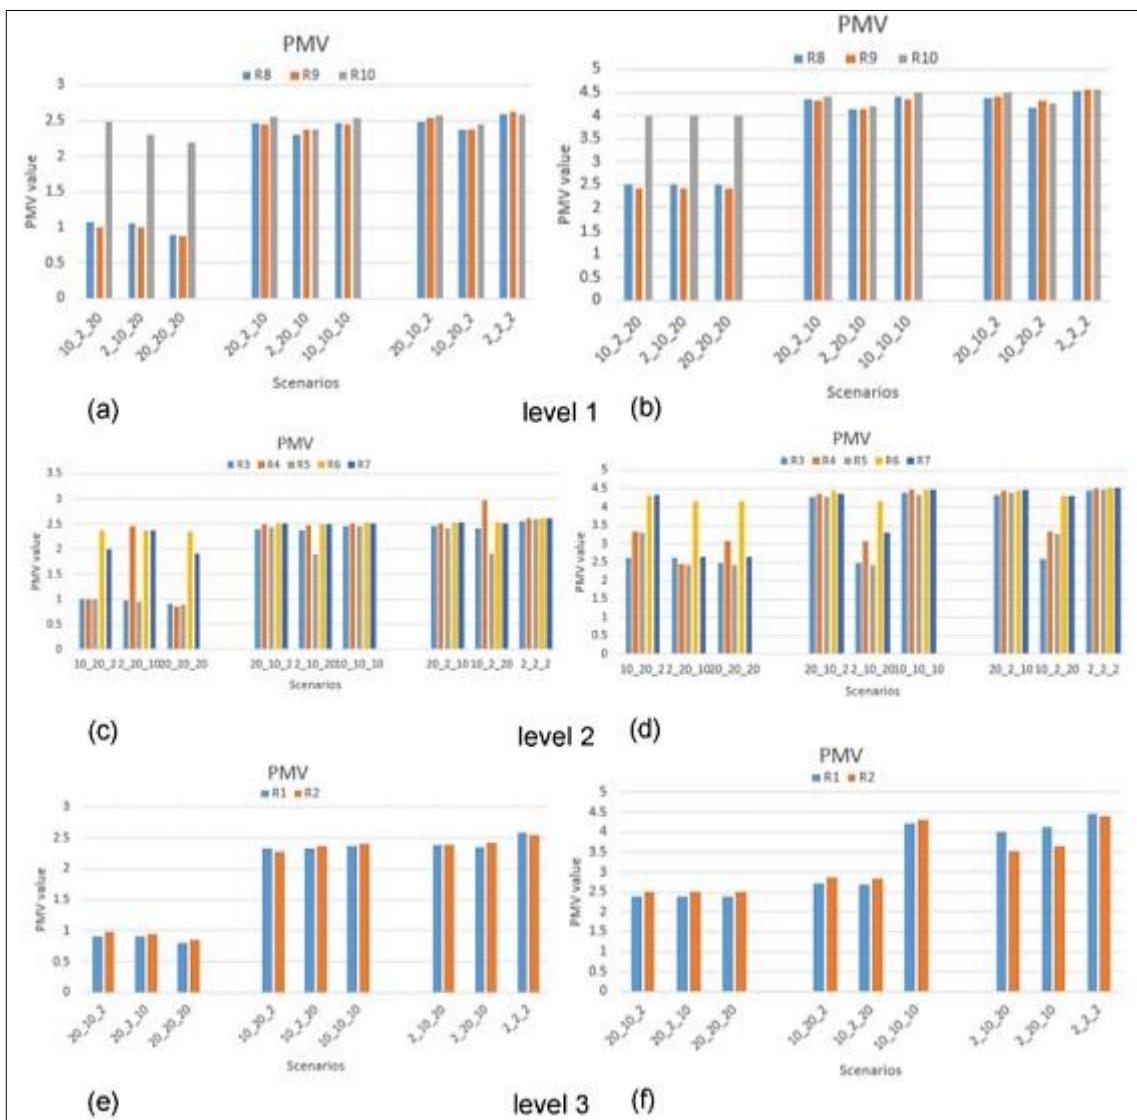 PMV
R8 R9 R10
3
2.5
2
1.5
1
0.5
0
PMV value
10_2_20 2_10_20 20_20_20 20_2_10 2_20_10 10_10_10 20_10_2 10_20_2 2_2_2
Scenarios
(a)
PMV
R8 R9 R10
5
4.5
4
3.5
3
2.5
2
1.5
1
0.5
0
PMV value
10_2_20 2_10_20 20_20_20 20_2_10 2_20_10 10_10_10 20_10_2 10_20_2 2_2_2
Scenarios
(b)
level 1
PMV
R3 R4 R5 R6 R7
3.5
3
2.5
2
1.5
1
0.5
0
PMV value
10_20_2 2_20_10 20_20_20 20_10_2 2_10_20 10_10_10 20_2_10 10_2_20 2_2_2
Scenarios
(c)
PMV
R3 R4 R5 R6 R7
5
4.5
4
3.5
3
2.5
2
1.5
1
0.5
0
PMV value
10_20_2 2_20_10 20_20_20 20_10_2 2_10_20 10_10_10 20_2_10 10_2_20 2_2_2
Scenarios
(d)
level 2
PMV
R1 R2
3
2.5
2
1.5
1
0.5
0
PMV value
20_10_2 20_2_10 20_20_20 10_20_2 10_2_20 10_10_10 2_10_20 2_20_10 2_2_2
Scenarios
(e)
PMV
R1 R2
5
4.5
4
3.5
3
2.5
2
1.5
1
0.5
0
PMV value
20_10_2 20_2_10 20_20_20 10_20_2 10_2_20 10_10_10 2_10_20 2_20_10 2_2_2
Scenarios
(f)
level 3